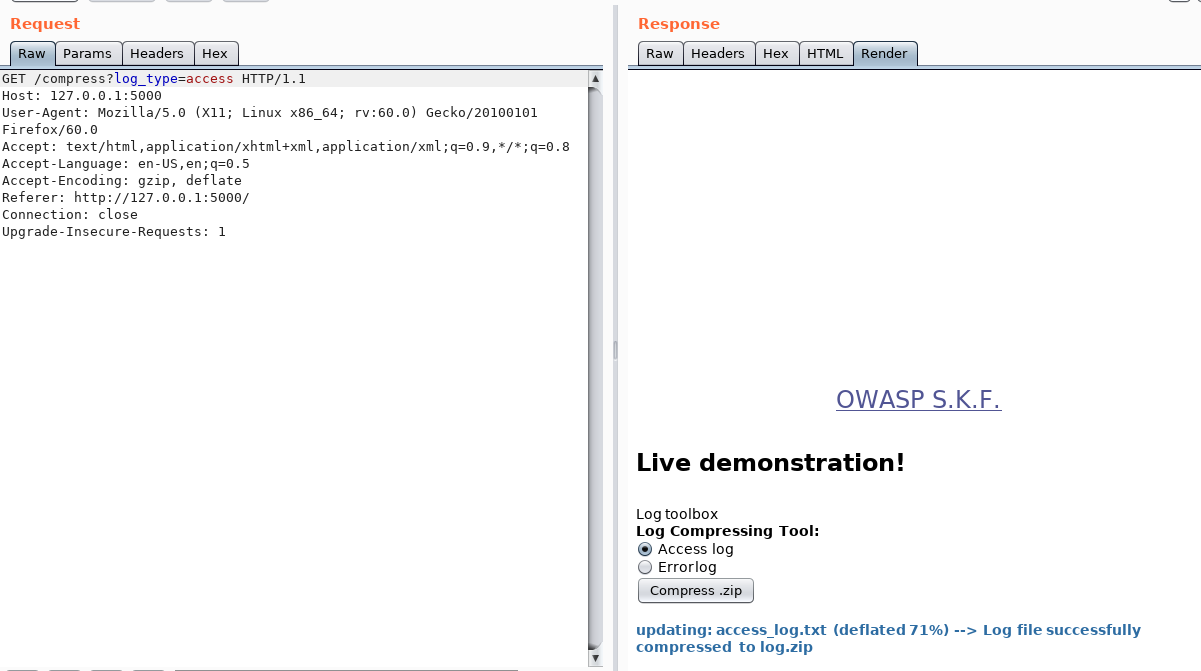 Request
Response
Raw Params Headers Hex
Raw Headers Hex HTML Render
GET /compress?log_type=access HTTP/1.1
Host: 127.0.0.1:5000
User-Agent: Mozilla/5.0 (X11; Linux x86_64; rv:60.0) Gecko/20100101
Firefox/60.0
Accept: text/html,application/xhtml+xml,application/xml;q=0.9,*/*;q=0.8
Accept-Language: en-US,en;q=0.5
Accept-Encoding: gzip, deflate
Referer: http://127.0.0.1:5000/
Connection: close
Upgrade-Insecure-Requests: 1
OWASP S.K.F.
Live demonstration!
Log toolbox
Log Compressing Tool:
Access log
Errorlog
Compress .zip
updating: access_log.txt (deflated 71%) --> Log file successfully
compressed to log.zip